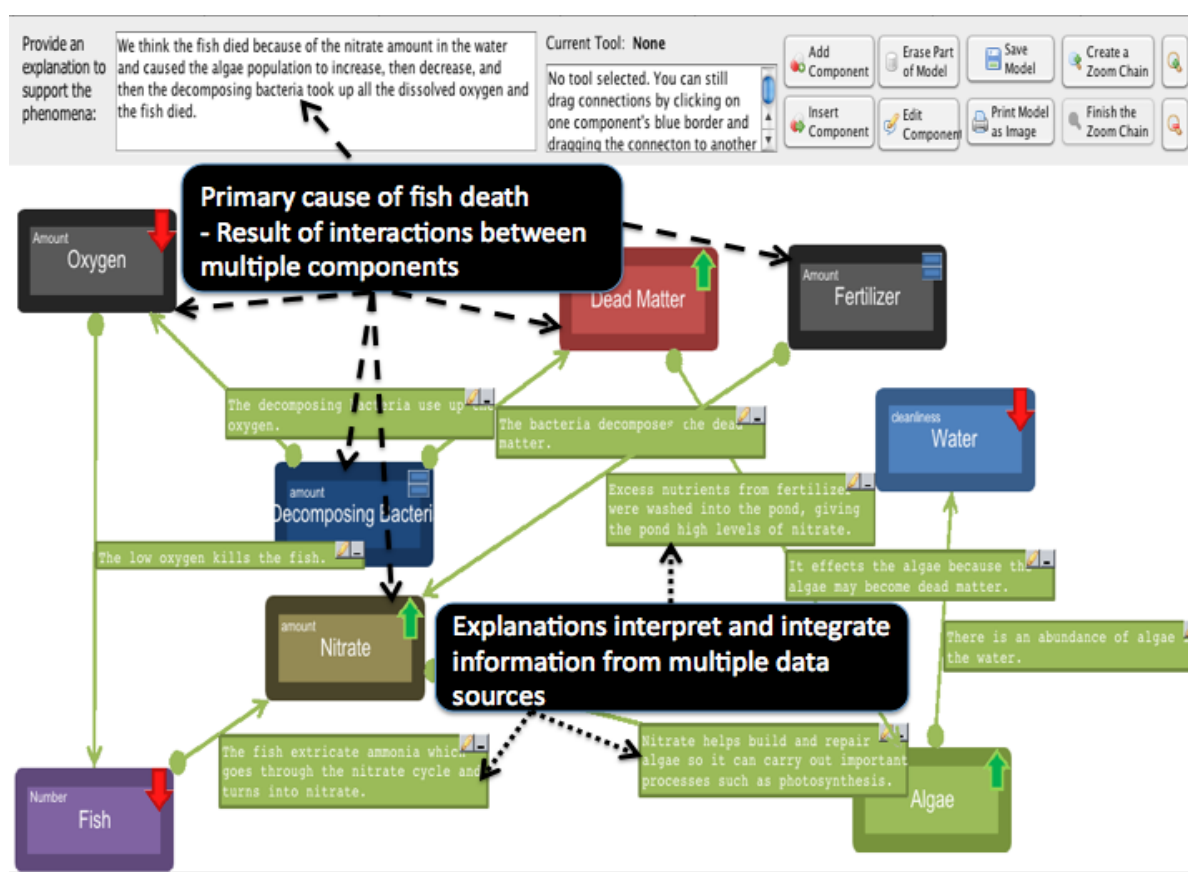 Provide an
explanation to
support the
phenomena:
We think the fish died because of the nitrate amount in the water
and caused the algae population to increase, then decrease, and
then the decomposing bacteria took up all the dissolved oxygen and
the fish died.
Current Tool: None
No tool selected. You can still
drag connections by clicking on
one component's blue border and
dragging the connecton to another
Add
Component
Erase Part
of Model
Save
Model
Create a
Zoom Chain
Insert
Component
Edit
Component
Print Model
as Image
Finish the
Zoom Chain
Primary cause of fish death
- Result of interactions between
multiple components
Amount
Oxygen
Dead Matter
Amount
Fertilizer
The decomposing bacteria use up the
oxygen.
The bacteria decomposes the dead
matter.
cleanliness
Water
amount
Decomposing Bacteri
Excess nutrients from fertilizer
were washed into the pond, giving
the pond high levels of nitrate.
The low oxygen kills the fish.
It effects the algae because the
algae may become dead matter.
amount
Nitrate
Explanations interpret and integrate
information from multiple data
sources
There is an abundance of algae
the water.
The fish extricate ammonia which
goes through the nitrate cycle and
turns into nitrate.
Nitrate helps build and repair
algae so it can carry out important
processes such as photosynthesis.
Number
Fish
Algae